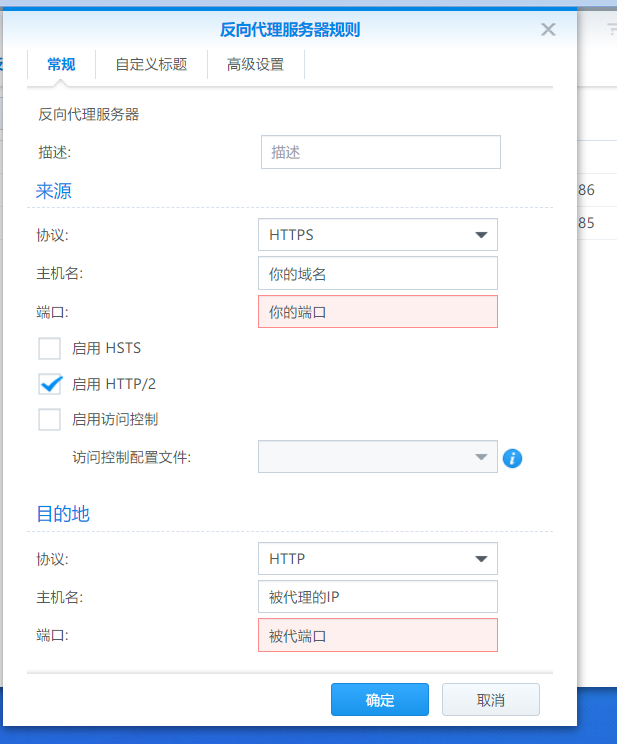 反向代理服务器规则
常规 自定义标题 高级设置
反向代理服务器
描述: 描述
来源
协议: HTTPS
主机名: 你的域名
端口: 你的端口
启用 HSTS
启用 HTTP/2
启用访问控制
访问控制配置文件:
目的地
协议: HTTP
主机名: 被代理的IP
端口: 被代端口
确定 取消
86
85